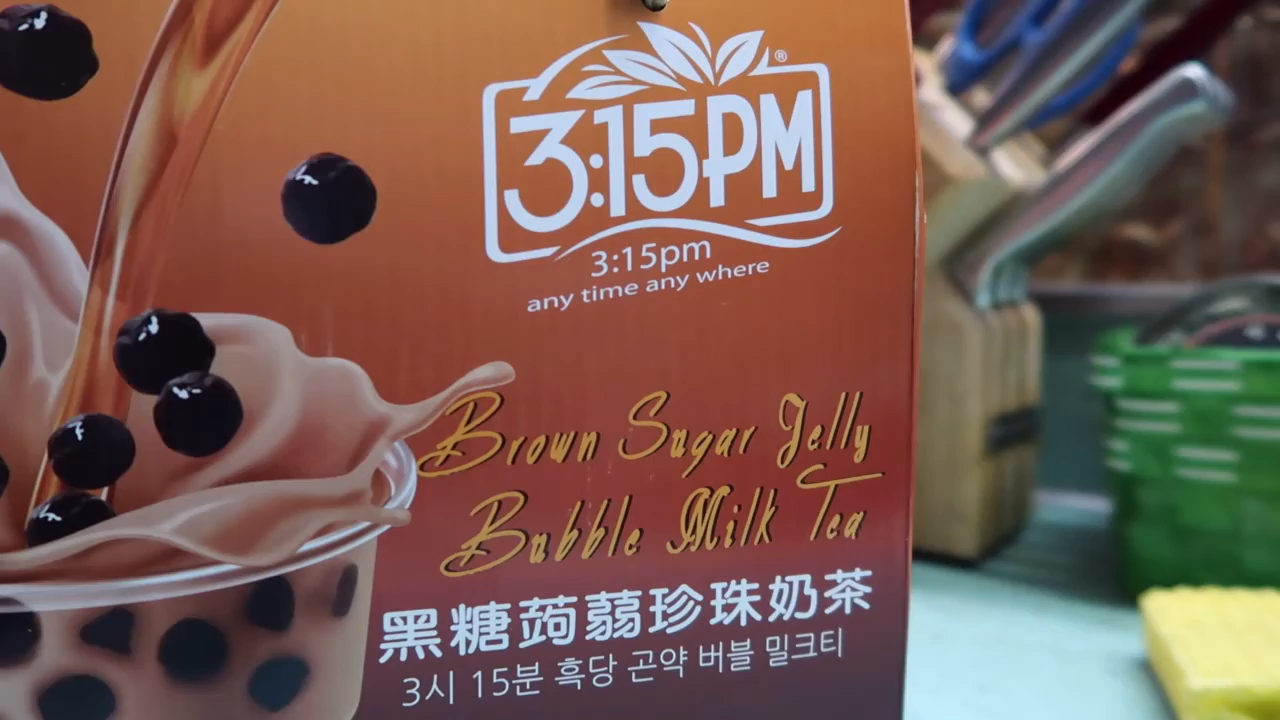 3:15PM®
3:15pm
any time any where
Brown Sugar Jelly
Bubble Milk Tea
黑糖蒟蒻珍珠奶茶
3시 15분 흑당 곤약 버블 밀크티